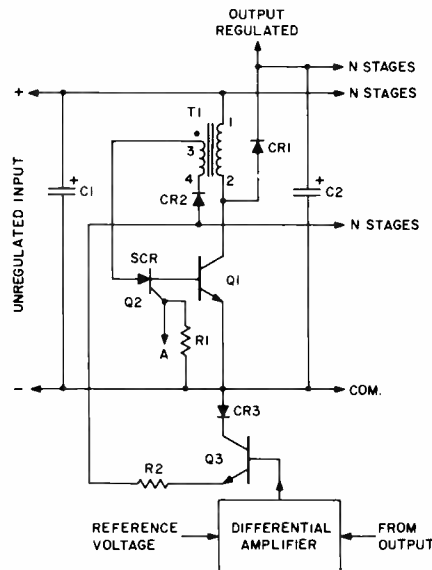 OUTPUT
REGULATED
N STAGES
+
N STAGES
T1
1
3
CR1
+
C1
4
2
+
C2
CR2
N STAGES
UNREGULATED INPUT
SCR
Q1
Q2
R1
A
-
COM.
CR3
R2
Q3
REFERENCE
VOLTAGE
DIFFERENTIAL
AMPLIFIER
FROM
OUTPUT